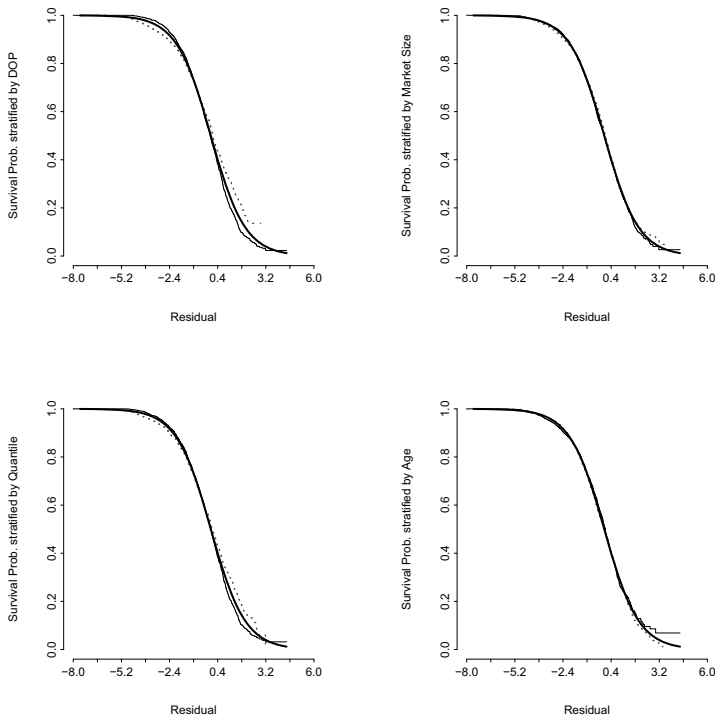 Survival Prob. stratified by DOP
1.0
0.8
0.6
0.4
0.2
0.0
-8.0 -5.2 -2.4 0.4 3.2 6.0
Residual
Survival Prob. stratified by Market Size
1.0
0.8
0.6
0.4
0.2
0.0
-8.0 -5.2 -2.4 0.4 3.2 6.0
Residual
Survival Prob. stratified by Quantile
1.0
0.8
0.6
0.4
0.2
0.0
-8.0 -5.2 -2.4 0.4 3.2 6.0
Residual
Survival Prob. stratified by Age
1.0
0.8
0.6
0.4
0.2
0.0
-8.0 -5.2 -2.4 0.4 3.2 6.0
Residual